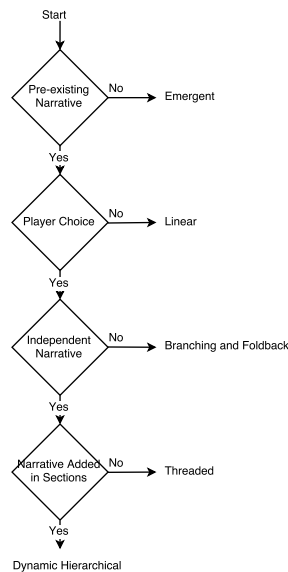 Start
Pre-existing
Narrative
No
Emergent
Yes
Player Choice
No
Linear
Yes
Independent
Narrative
No
Branching and Foldback
Yes
Narrative Added
in Sections
No
Threaded
Yes
Dynamic Hierarchical